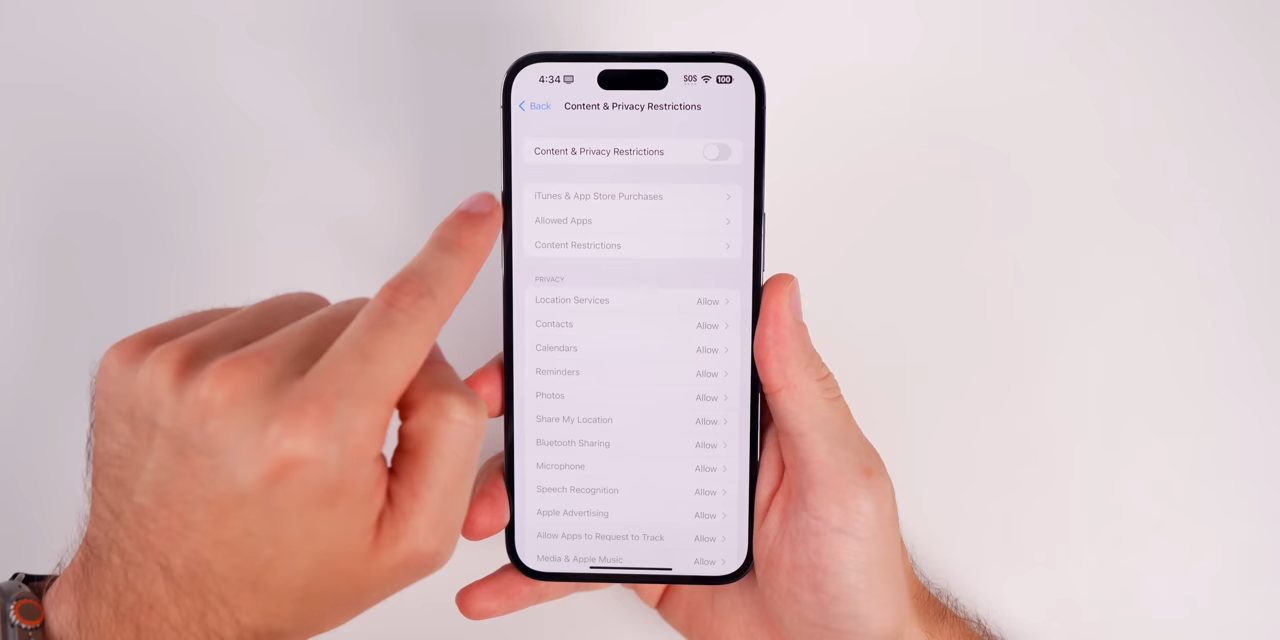 4:34 SOS 100
Back Content & Privacy Restrictions
Content & Privacy Restrictions
iTunes & App Store Purchases
Allowed Apps
Content Restrictions
PRIVACY
Location Services Allow
Contacts Allow
Calendars Allow
Reminders Allow
Photos Allow
Share My Location Allow
Bluetooth Sharing Allow
Microphone Allow
Speech Recognition Allow
Apple Advertising Allow
Allow Apps to Request to Track Allow
Media & Apple Music Allow